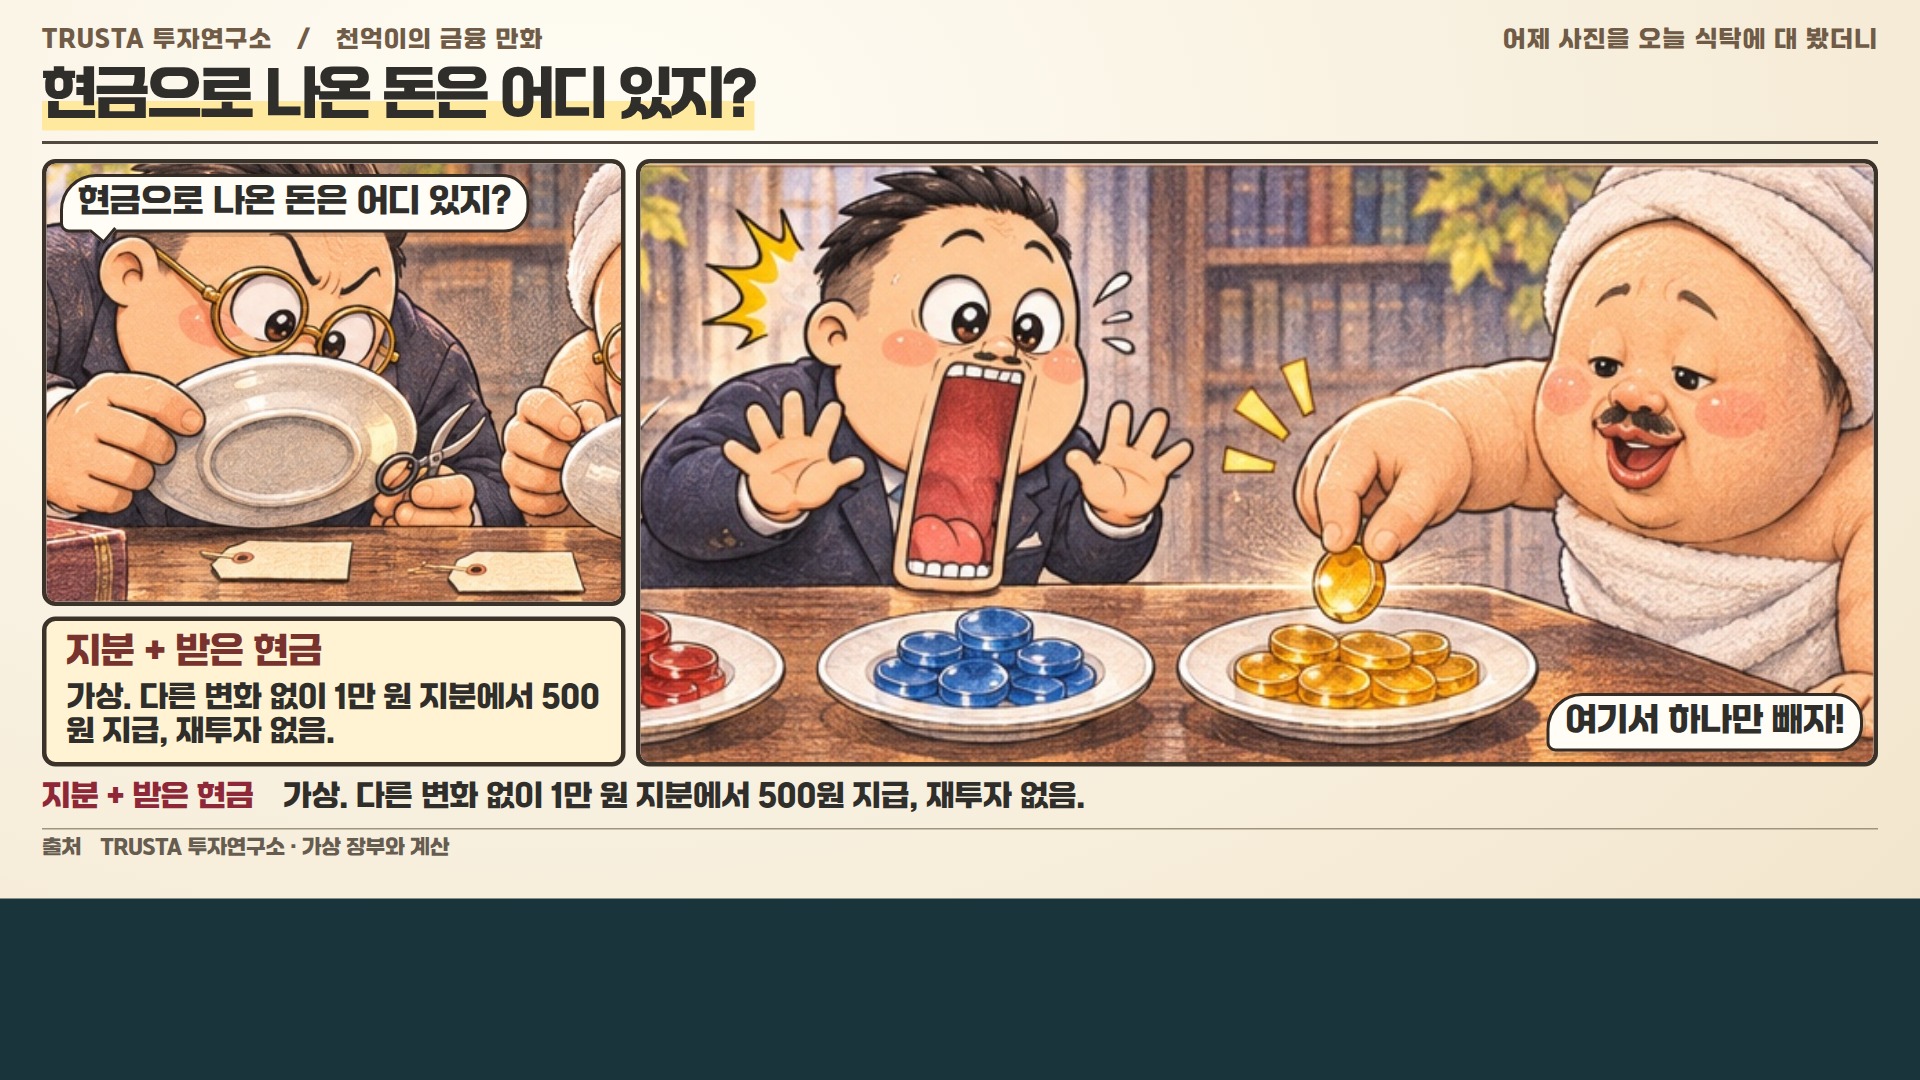 TRUSTA 투자연구소 / 천억이의 금융 만화
어제 사진을 오늘 식탁에 대 봤더니
현금으로 나온 돈은 어디 있지?
현금으로 나온 돈은 어디 있지?
여기서 하나만 빼자!
지분 + 받은 현금
가상. 다른 변화 없이 1만 원 지분에서 500
원 지급, 재투자 없음.
지분 + 받은 현금 가상. 다른 변화 없이 1만 원 지분에서 500원 지급, 재투자 없음.
출처 TRUSTA 투자연구소 · 가상 장부와 계산